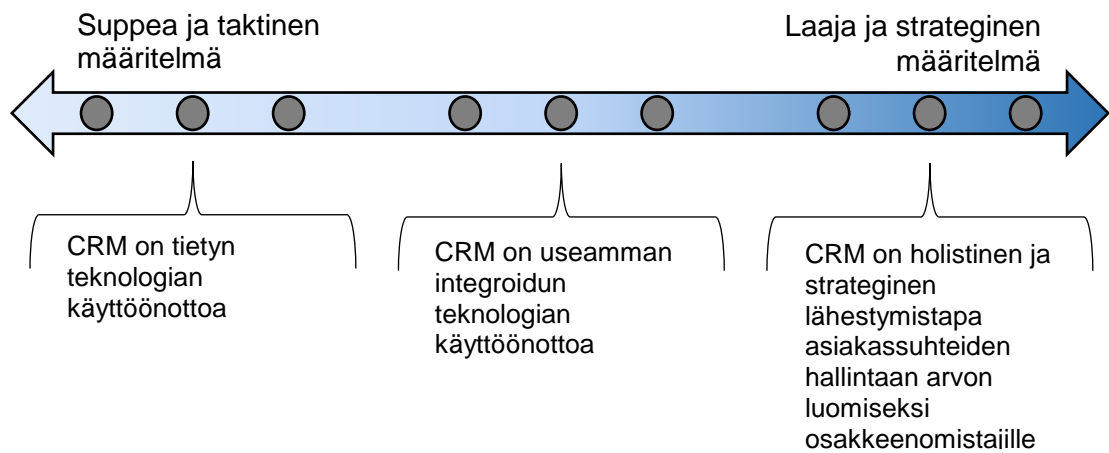 Suppea ja taktinen
määritelmä
Laaja ja strateginen
määritelmä
CRM on tietyn
teknologian
käyttöönottoa
CRM on useamman
integroidun
teknologian
käyttöönottoa
CRM on holistinen ja
strateginen
lähestymistapa
asiakassuhteiden
hallintaan arvon
luomiseksi
osakkeenomistajille